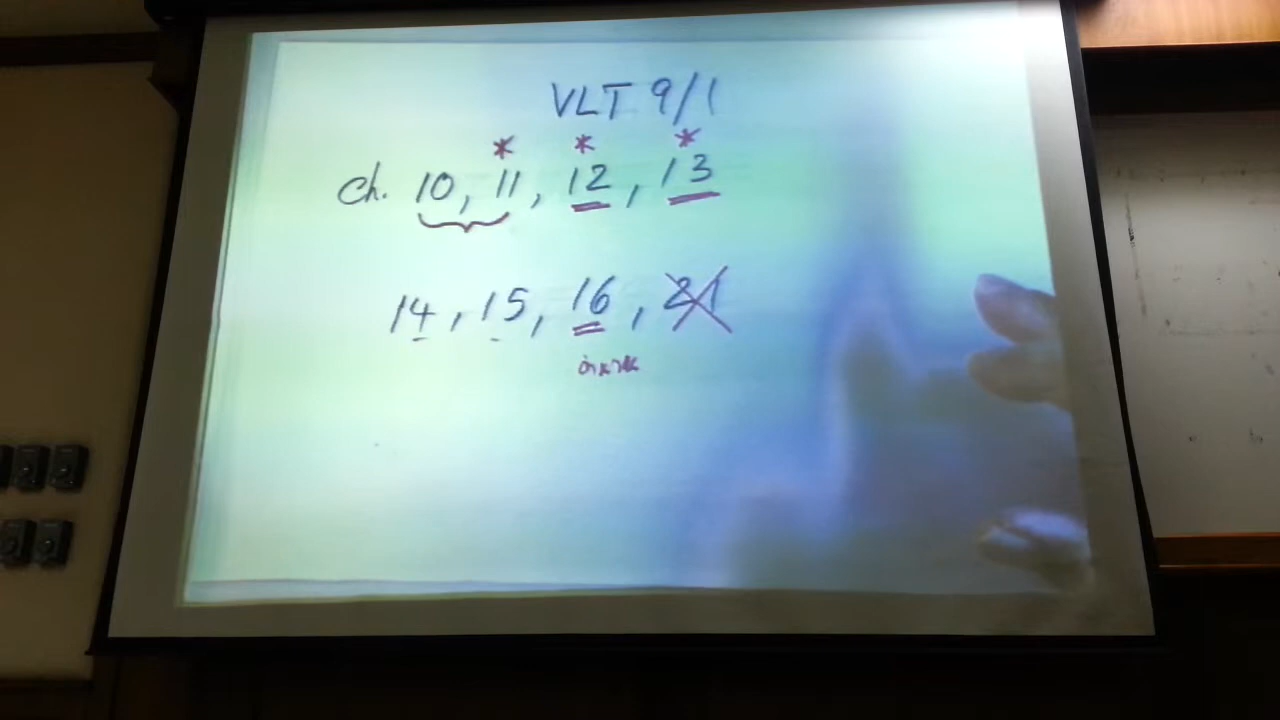 VLT 9/1
* * *
Ch. 10, 11, 12, 13
14, 15, 16, 21